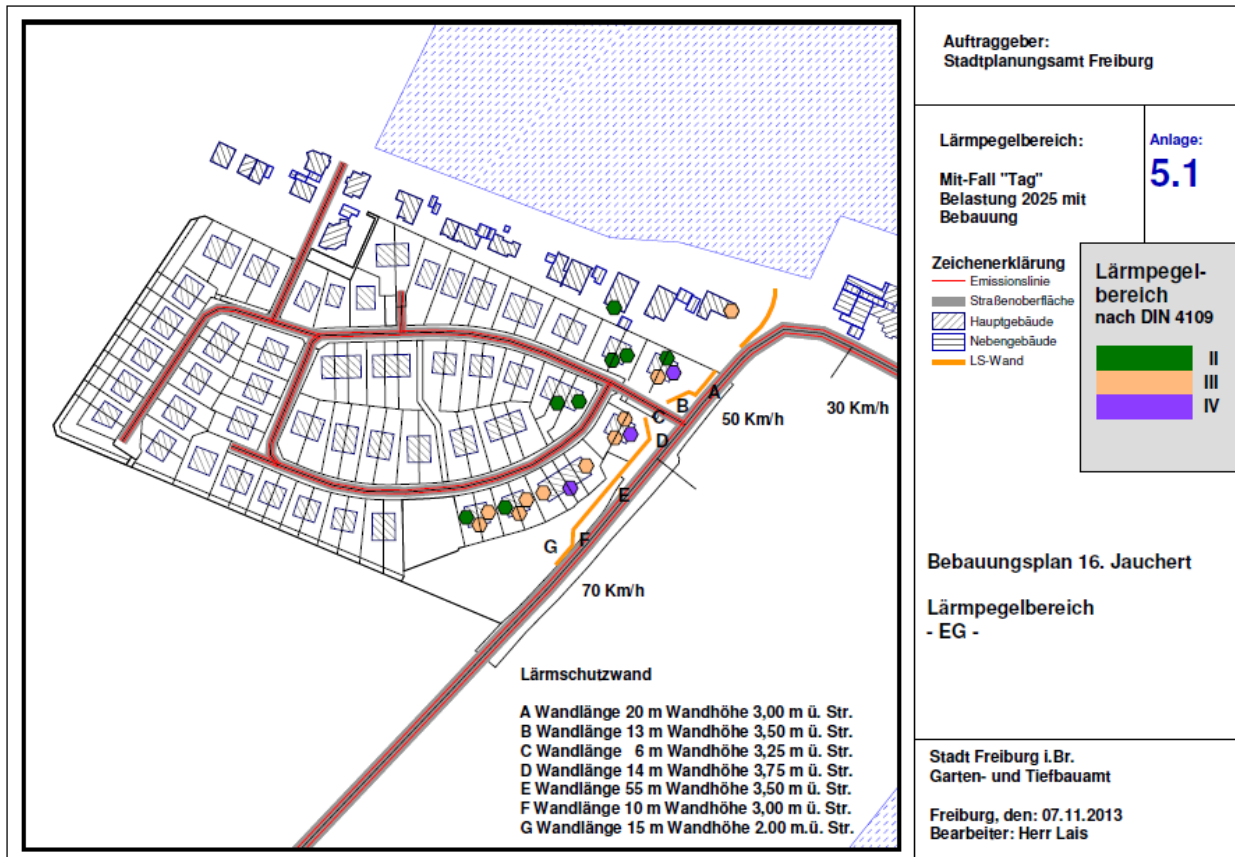 Auftraggeber:
Stadtplanungsamt Freiburg
Lärmpegelbereich:
Mit-Fall "Tag"
Belastung 2025 mit
Bebauung
Anlage:
5.1
Zeichenerklärung
Emissionslinie
Straßenoberfläche
Hauptgebäude
Nebengebäude
LS-Wand
Lärmpegel-
bereich
nach DIN 4109
II
III
IV
A
B
C
D
E
F
G
50 Km/h
30 Km/h
70 Km/h
Lärmschutzwand
A Wandlänge 20 m Wandhöhe 3,00 m ü. Str.
B Wandlänge 13 m Wandhöhe 3,50 m ü. Str.
C Wandlänge 6 m Wandhöhe 3,25 m ü. Str.
D Wandlänge 14 m Wandhöhe 3,75 m ü. Str.
E Wandlänge 55 m Wandhöhe 3,50 m ü. Str.
F Wandlänge 10 m Wandhöhe 3,00 m ü. Str.
G Wandlänge 15 m Wandhöhe 2.00 m.ü. Str.
Bebauungsplan 16. Jauchert
Lärmpegelbereich
- EG -
Stadt Freiburg i.Br.
Garten- und Tiefbauamt
Freiburg, den: 07.11.2013
Bearbeiter: Herr Lais